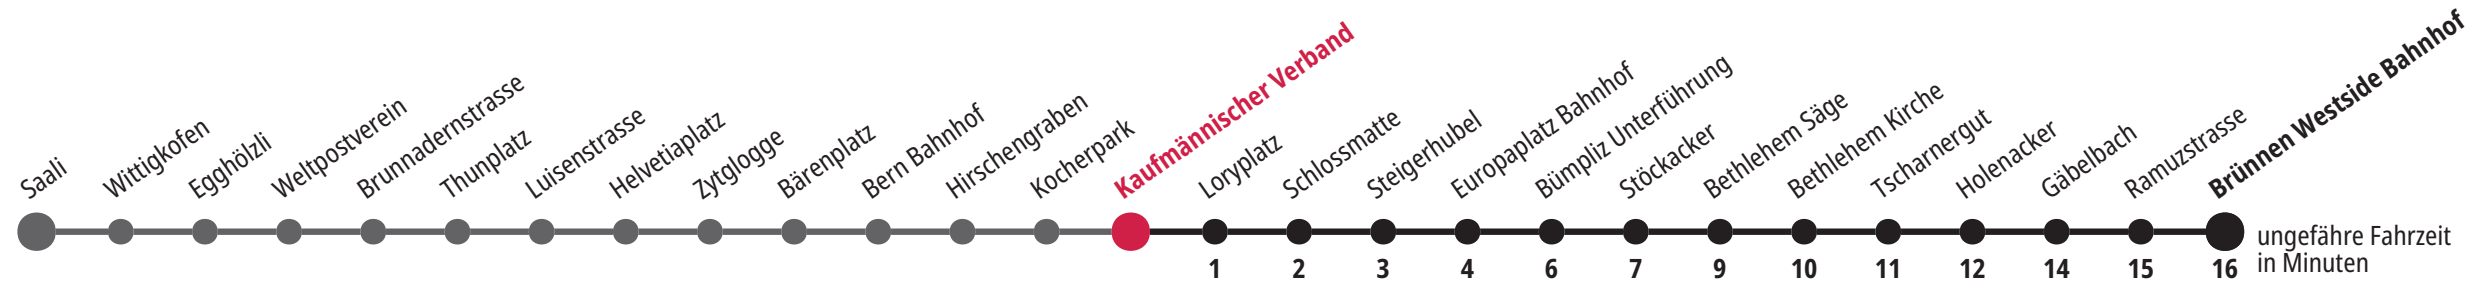 Saali
Wittigkofen
Egghölzli
Weltpostverein
Brunnadernstrasse
Thunplatz
Luisenstrasse
Helvetiaplatz
Zytglogge
Bärenplatz
Bern Bahnhof
Hirschengraben
Kocherpark
Kaufmännischer Verband
Loryplatz
Schlossmatte
Steigerhubel
Europaplatz Bahnhof
Bümpliz Unterführung
Stöckacker
Bethlehem Säge
Bethlehem Kirche
Tscharnergut
Holenacker
Gäbelbach
Ramuzstrasse
Brünnen Westside Bahnhof
1 2 3 4 6 7 9 10 11 12 14 15 16
ungefähre Fahrzeit
in Minuten